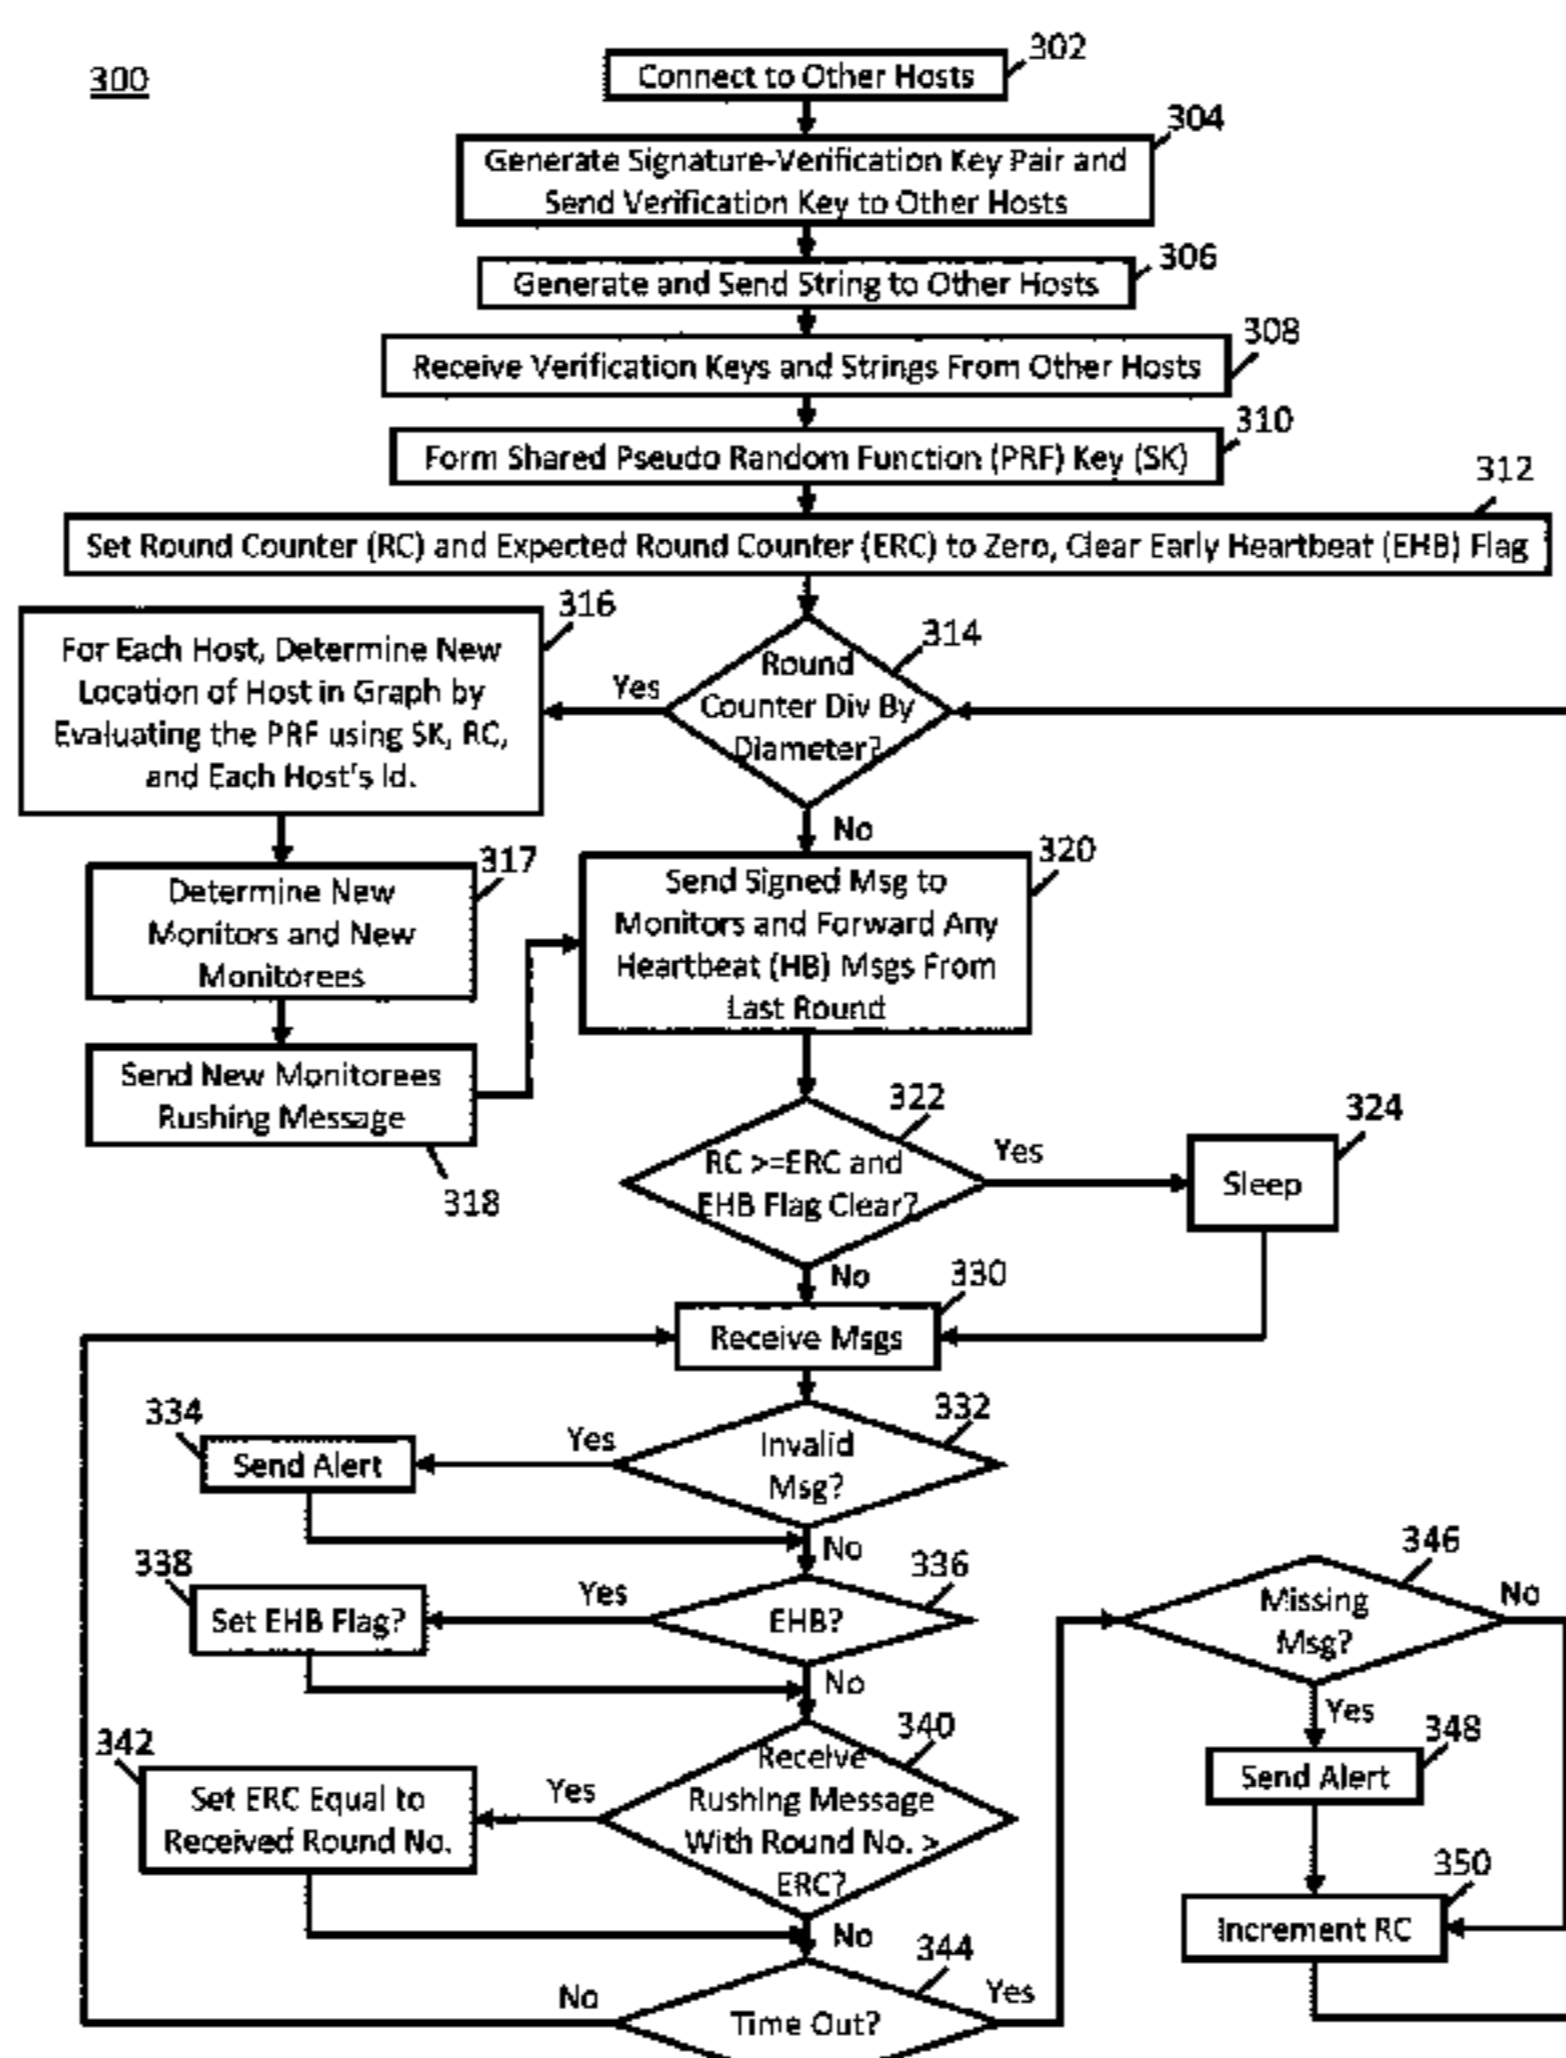 300
302
Connect to Other Hosts
304
Generate Signature-Verification Key Pair and
Send Verification Key to Other Hosts
306
Generate and Send String to Other Hosts
308
Receive Verification Keys and Strings From Other Hosts
310
Form Shared Pseudo Random Function (PRF) Key (SK)
312
Set Round Counter (RC) and Expected Round Counter (ERC) to Zero, Clear Early Heartbeat (EHB) Flag
314
Round
Counter Div By
Diameter?
Yes
No
316
For Each Host, Determine New
Location of Host in Graph by
Evaluating the PRF using SK, RC,
and Each Host's Id.
317
Determine New
Monitors and New
Monitorees
Send New Monitorees
Rushing Message
318
320
Send Signed Msg to
Monitors and Forward Any
Heartbeat (HB) Msgs From
Last Round
322
RC >=ERC and
EHB Flag Clear?
Yes
No
324
Sleep
330
Receive Msgs
332
Invalid
Msg?
Yes
No
334
Send Alert
336
EHB?
Yes
No
338
Set EHB Flag?
340
Receive
Rushing Message
With Round No. >
ERC?
Yes
No
342
Set ERC Equal to
Received Round No.
344
Time Out?
No
Yes
346
Missing
Msg?
No
Yes
348
Send Alert
350
Increment RC